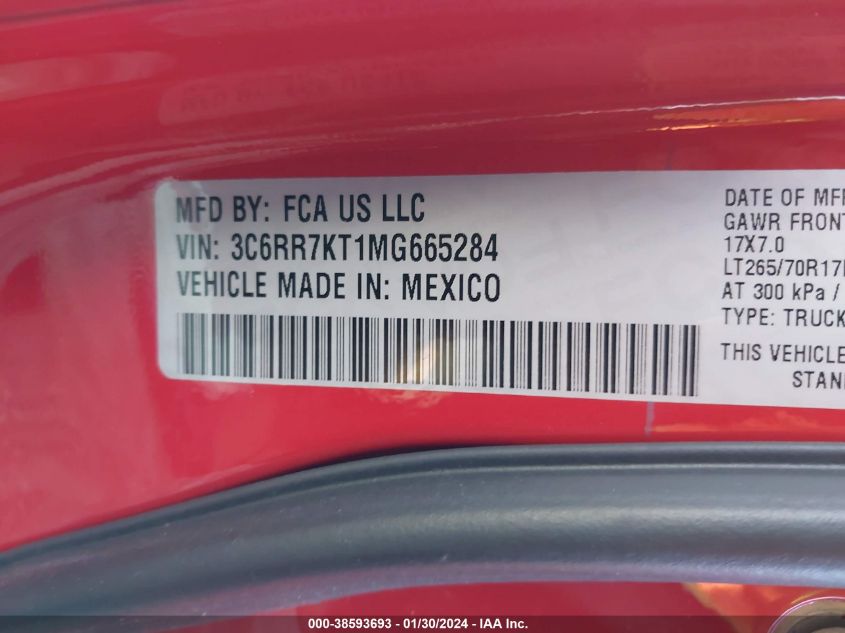 MFD BY: FCA US LLC
VIN: 3C6RR7KT1MG665284
VEHICLE MADE IN: MEXICO
DATE OF MF
GAWR FRONT
17X7.0
LT265/70R17
AT 300 kPa /
TYPE: TRUCK
THIS VEHICLE
STAN
000-38593693 - 01/30/2024 - IAA Inc.